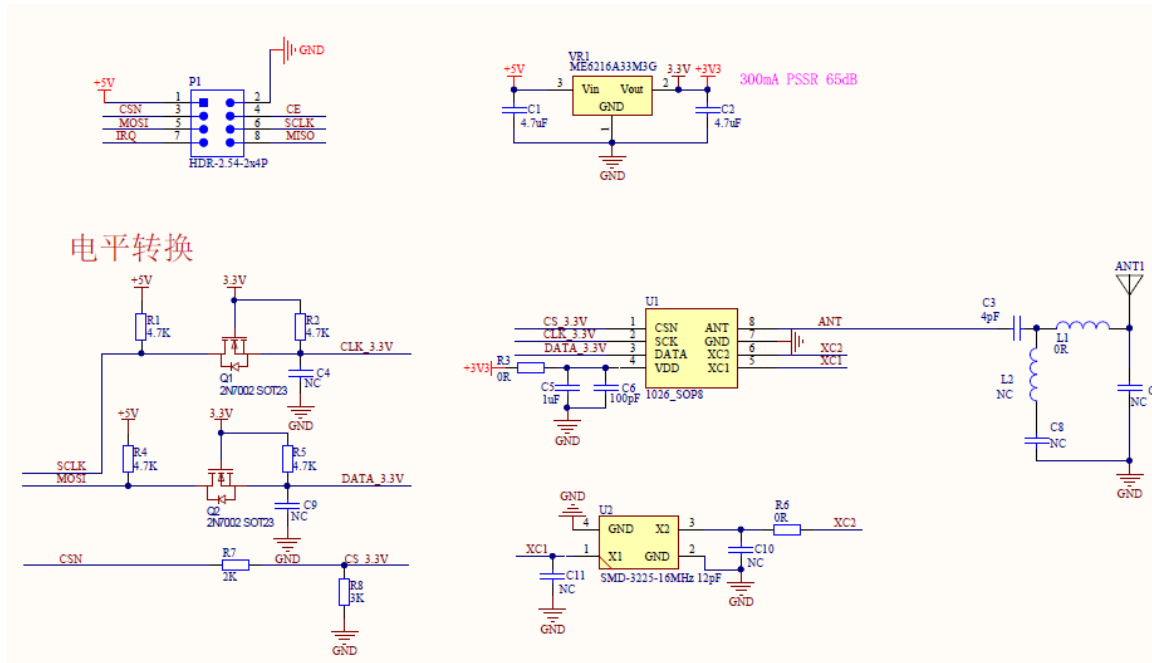 GND
+5V
P1
1
2
CSN
3
4
CE
MOSI
5
6
SCLK
IRQ
7
8
MISO
HDR-2.54-2x4P
VR1
ME6216A33M3G
+5V
3.3V
+3V3
3
Vin
Vout
2
GND
1
C1
4.7uF
C2
4.7uF
GND
300mA PSSR 65dB
电平转换
+5V
3.3V
R1
4.7K
R2
4.7K
CLK_3.3V
Q1
2N7002 SOT23
C4
NC
GND
+5V
3.3V
R4
4.7K
R5
4.7K
SCLK
MOSI
DATA_3.3V
Q2
2N7002 SOT23
C9
NC
GND
CSN
R7
2K
CS_3.3V
R8
3K
GND
U1
CS_3.3V
1
CSN
ANT
8
ANT
CLK_3.3V
2
SCK
GND
7
DATA_3.3V
3
DATA
XC2
6
XC2
+3V3
R3
0R
4
VDD
XC1
5
XC1
C5
1uF
C6
100pF
1026_SOP8
GND
ANT1
C3
4pF
L1
0R
L2
NC
C8
NC
C
NC
GND
GND
U2
4
GND
X2
3
R6
0R
XC2
XC1
1
X1
GND
2
C10
NC
C11
NC
SMD-3225-16MHz 12pF
GND
GND